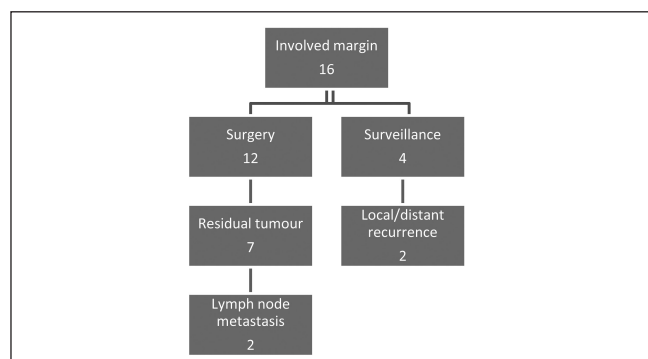 Involved margin
16
Surgery
12
Surveillance
4
Residual tumour
7
Local/distant
recurrence
2
Lymph node
metastasis
2